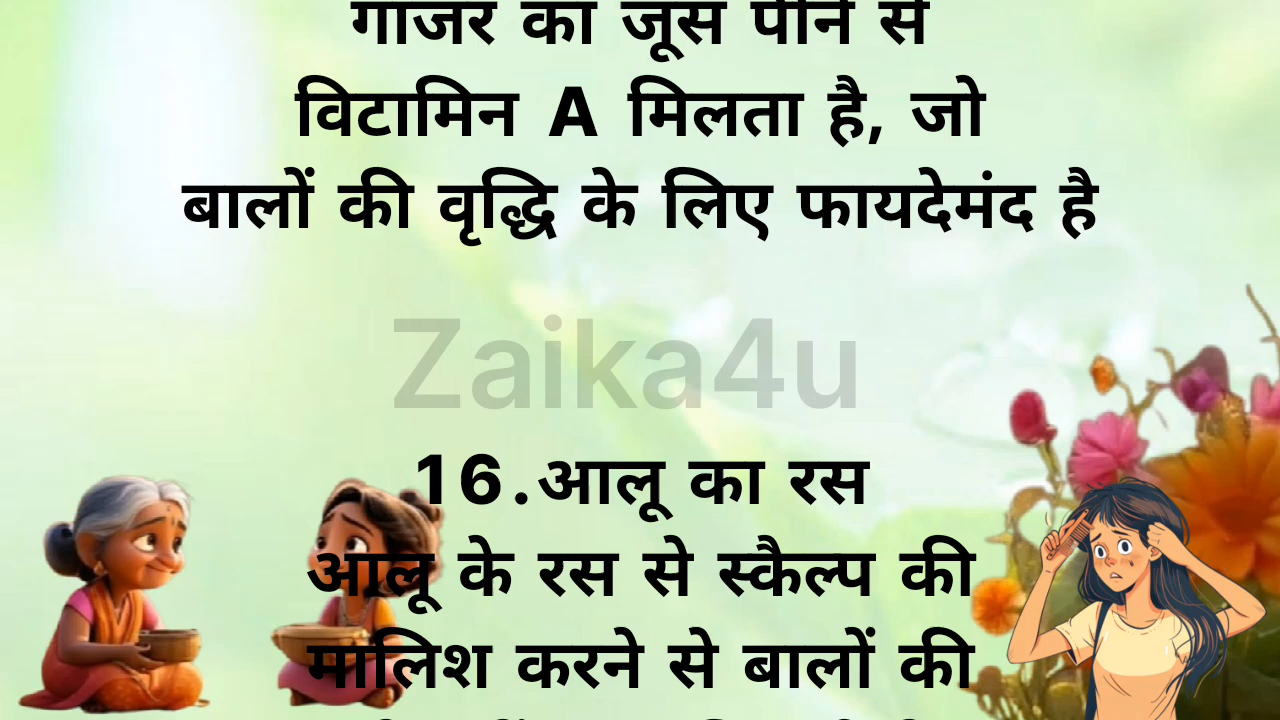 गाजर का जूस पीने से
विटामिन A मिलता है, जो
बालों की वृद्धि के लिए फायदेमंद है
Zaika4u
16.आलू का रस
आलू के रस से स्कैल्प की
मालिश करने से बालों की